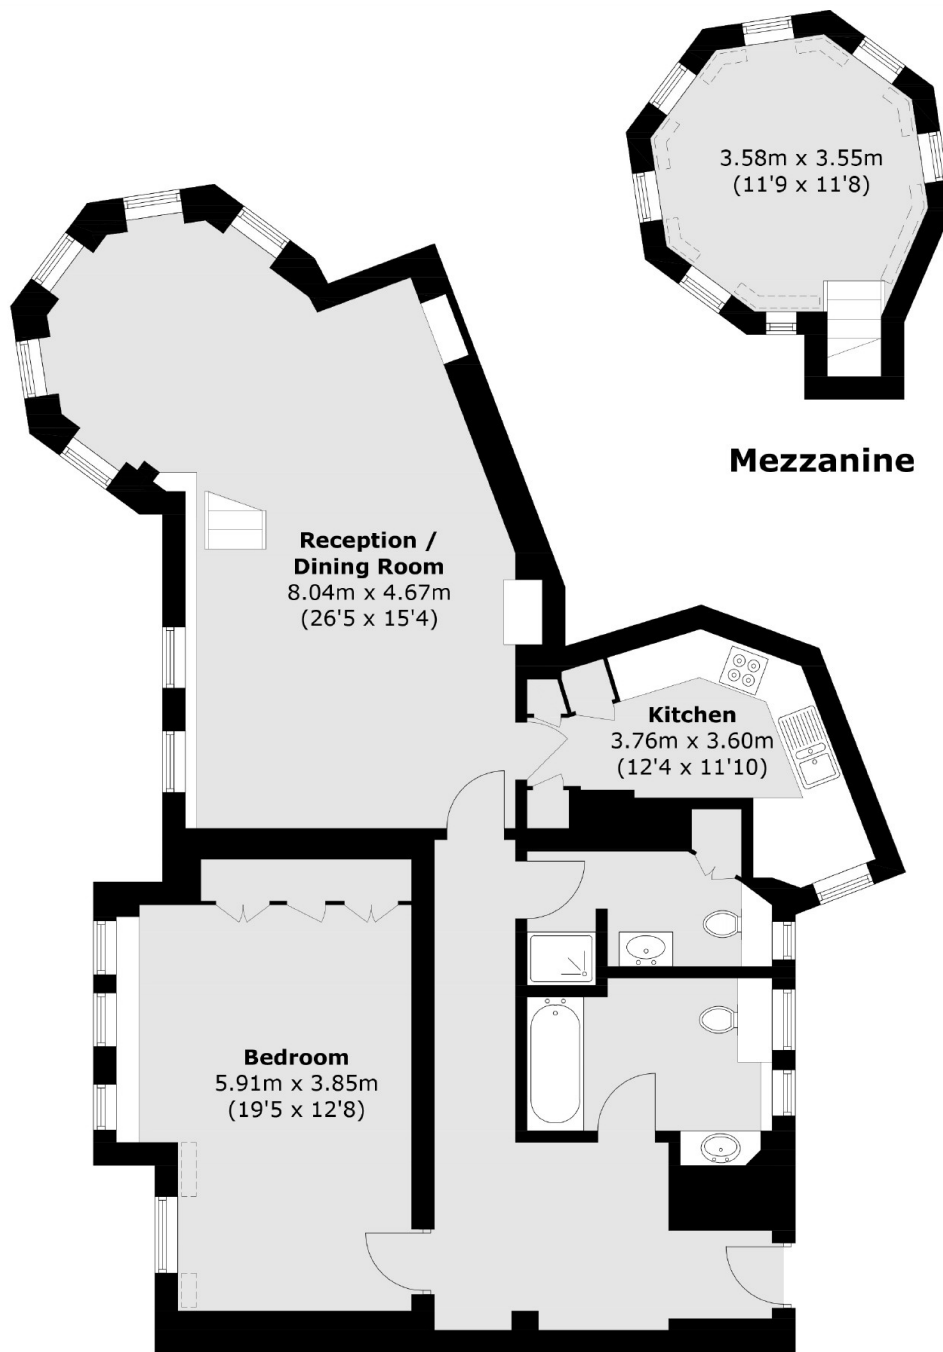 3.58m x 3.55m
(11'9 x 11'8)
Mezzanine
Reception /
Dining Room
8.04m x 4.67m
(26'5 x 15'4)
Kitchen
3.76m x 3.60m
(12'4 x 11'10)
Bedroom
5.91m x 3.85m
(19'5 x 12'8)